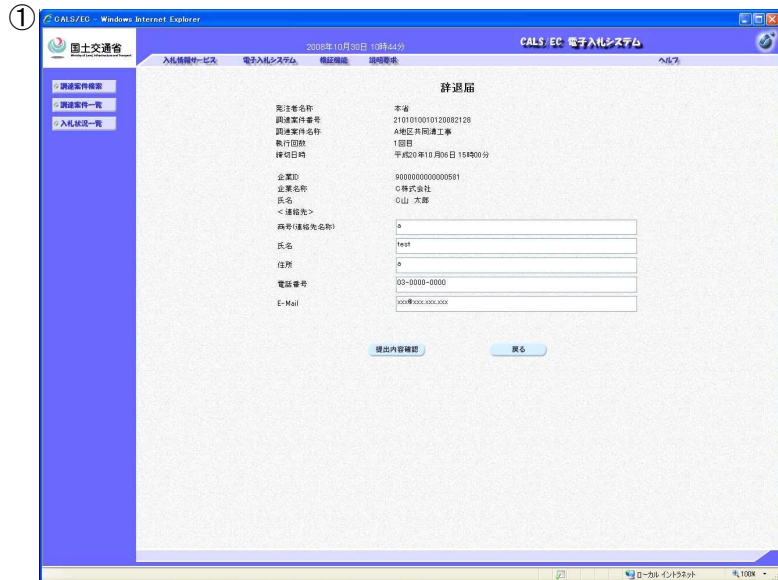 ①
CALS/EC - Windows Internet Explorer
国土交通省
Ministry of Land, Infrastructure and Transport
2008年10月30日 10時44分
CALS/EC 電子入札システム
入札情報サービス 電子入札システム 検証機能 説明要求 ヘルプ
調達案件検索
調達案件一覧
入札状況一覧
辞退届
発注者名称 本省
調達案件番号 2101010010120082128
調達案件名称 A地区共同溝工事
執行回数 1回目
締切日時 平成20年10月06日 15時00分
企業ID 9000000000000581
企業名称 C株式会社
氏名 C山 太郎
<連絡先>
商号(連絡先名称) a
氏名 test
住所 a
電話番号 03-0000-0000
E-Mail xxx@xxx.xxx.xxx
提出内容確認 戻る
ローカル イントラネット 100%